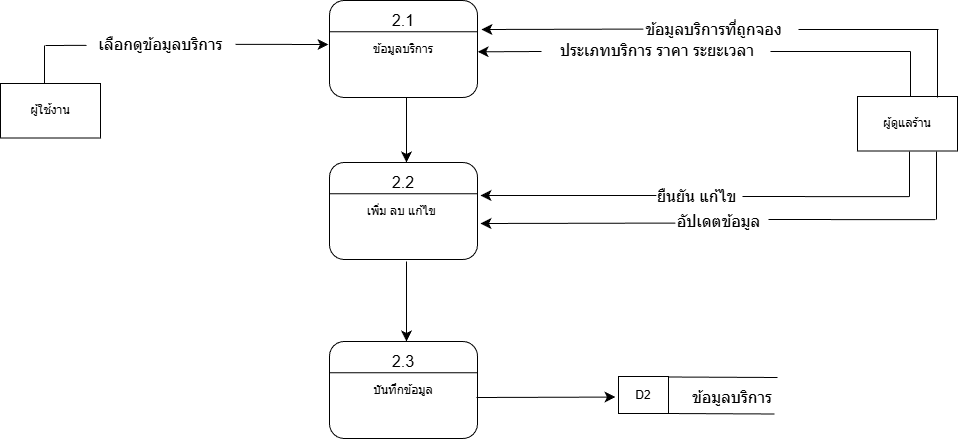 2.1
ข้อมูลบริการ
เลือกดูข้อมูลบริการ
ข้อมูลบริการที่ถูกจอง
ประเภทบริการ ราคา ระยะเวลา
ผู้ใช้งาน
ผู้ดูแลร้าน
2.2
เพิ่ม ลบ แก้ไข
ยืนยัน แก้ไข
อัปเดตข้อมูล
2.3
บันทึกข้อมูล
D2
ข้อมูลบริการ